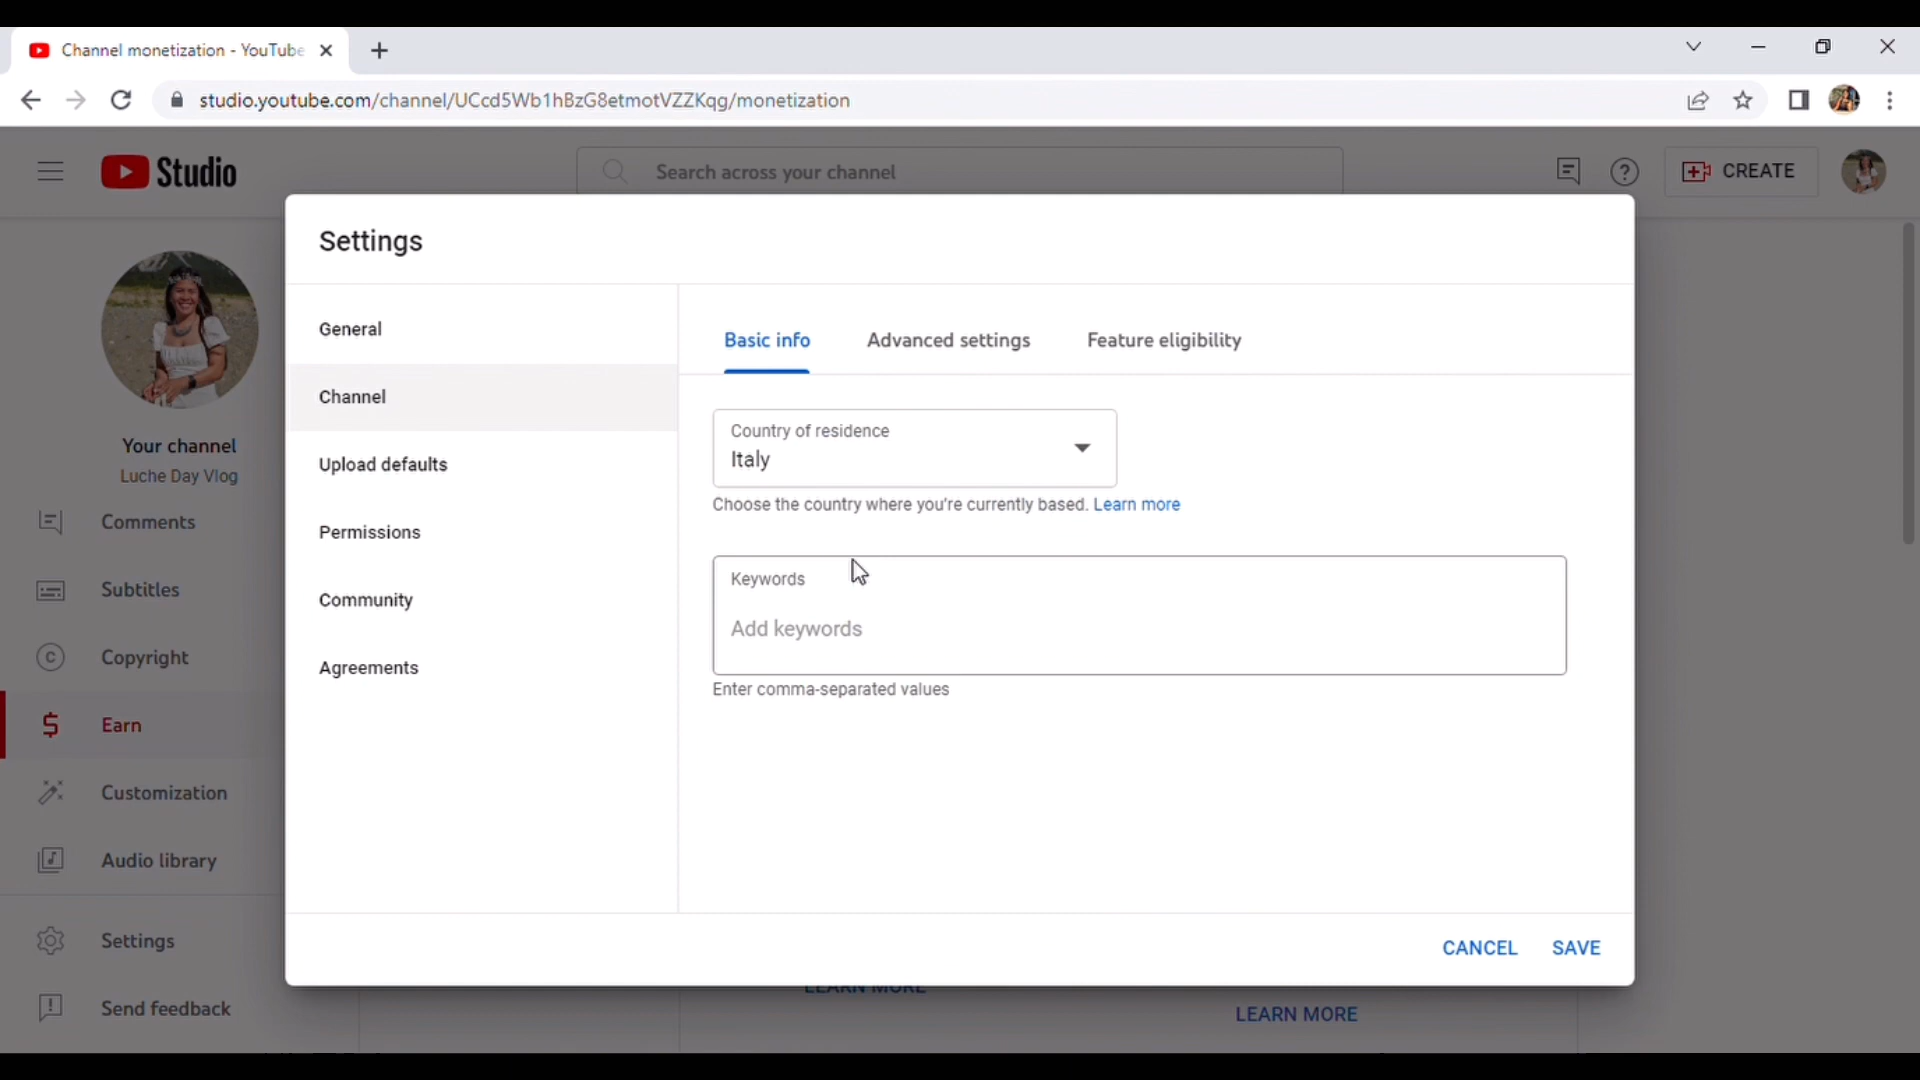 Channel monetization - YouTube
studio.youtube.com/channel/UCcd5Wb1hBzG8etmotVZZKqg/monetization
Studio
Search across your channel
CREATE
Settings
General
Channel
Upload defaults
Permissions
Community
Agreements
Basic info
Advanced settings
Feature eligibility
Country of residence
Italy
Choose the country where you're currently based. Learn more
Keywords
Add keywords
Enter comma-separated values
CANCEL
SAVE
Your channel
Luche Day Vlog
Comments
Subtitles
Copyright
Earn
Customization
Audio library
Settings
Send feedback
LEARN MORE
LEARN MORE